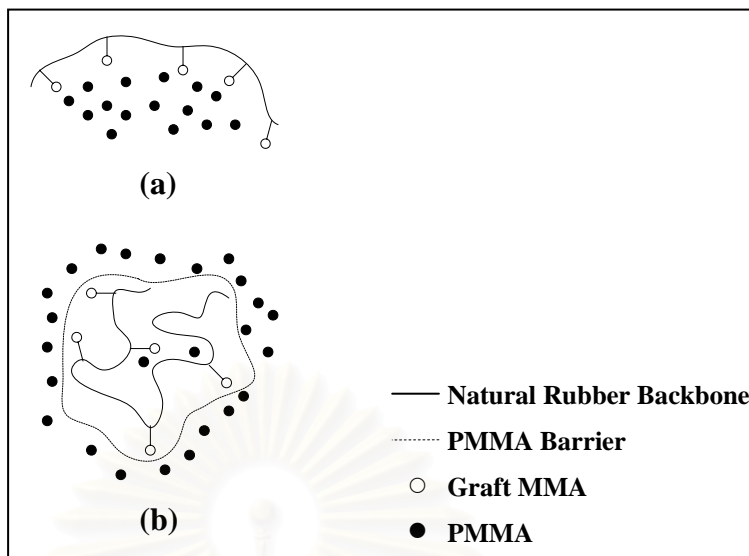 (a)
(b)
Natural Rubber Backbone
PMMA Barrier
Graft MMA
PMMA